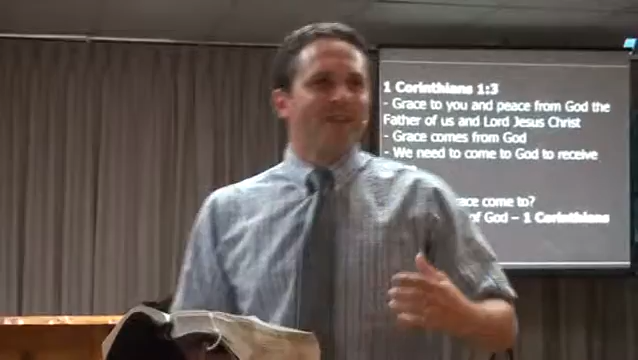 1 Corinthians 1:3
- Grace to you and peace from God the
Father of us and Lord Jesus Christ
- Grace comes from God
- We need to come to God to receive
come to?
of God – 1 Corinthians